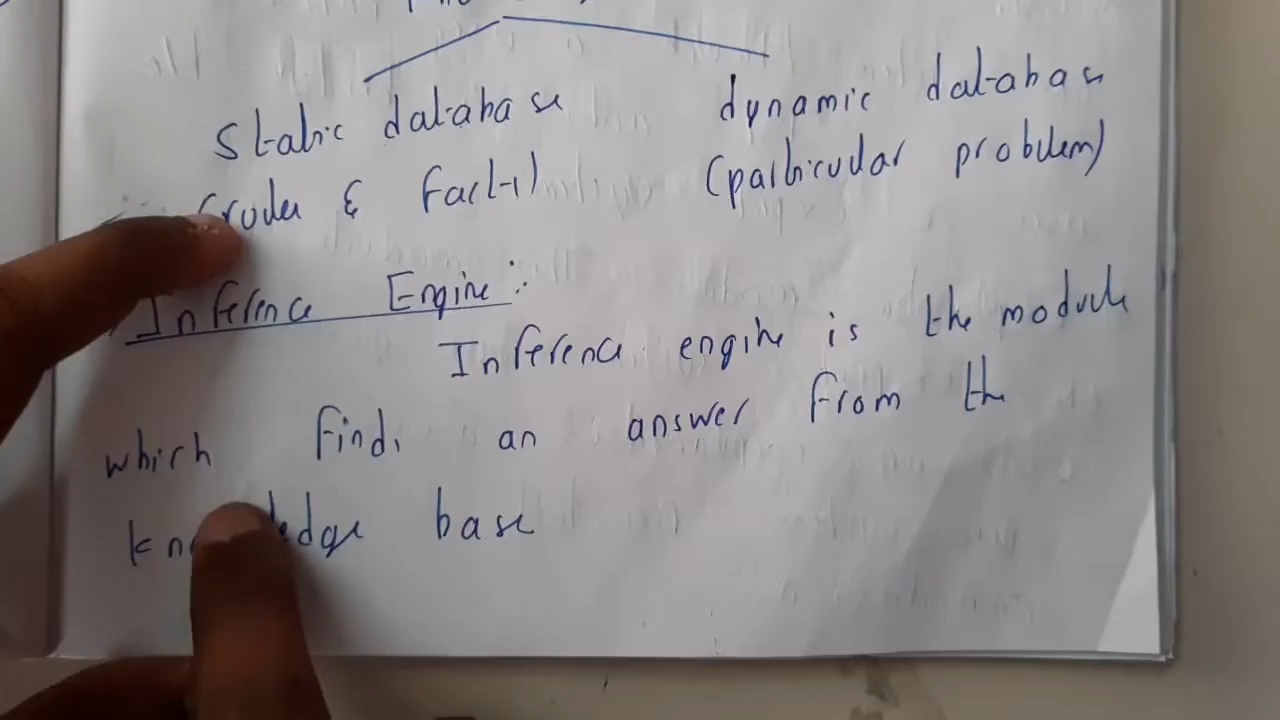 Static database dynamic database
(rules & facts) (particular problem)
Inference Engine :-
Inference engine is the module
which finds an answer from the
knowledge base